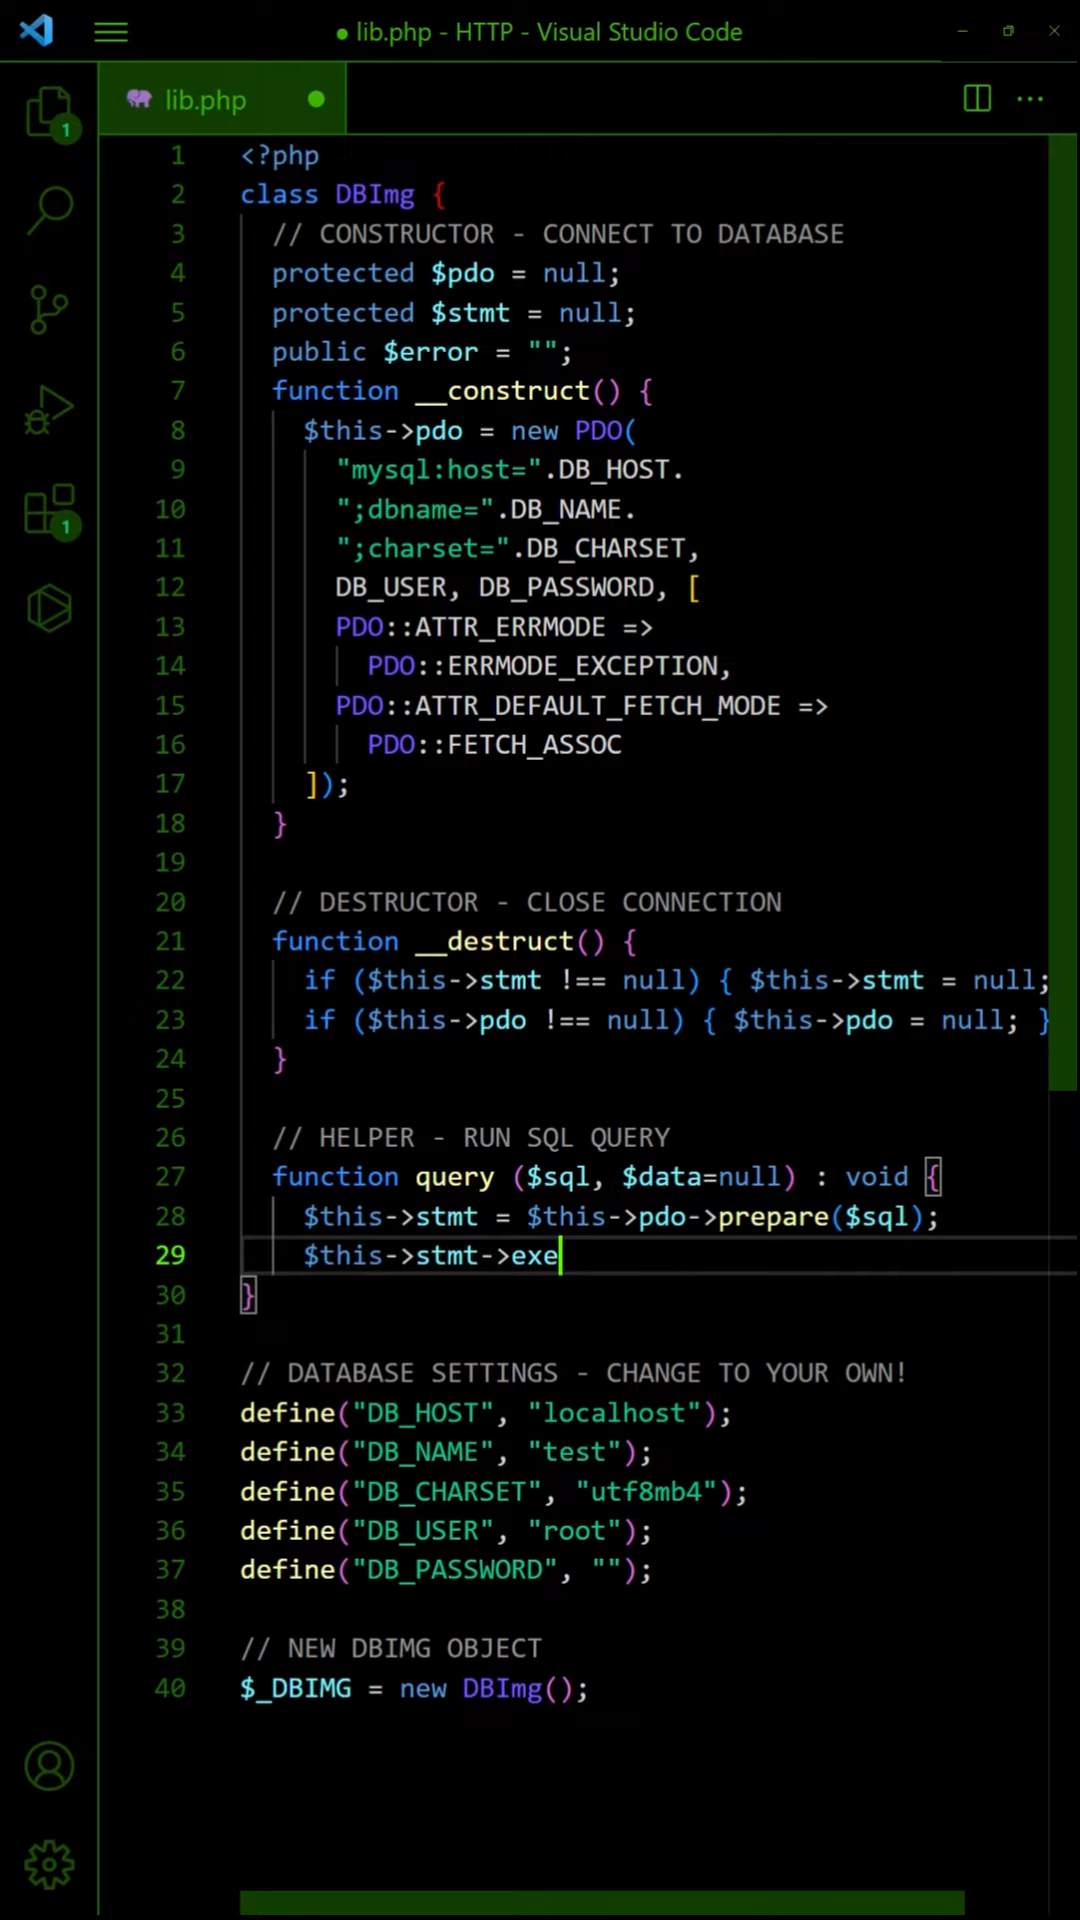 lib.php - HTTP - Visual Studio Code
lib.php
1
1
1 <?php
2 class DBImg {
3 // CONSTRUCTOR - CONNECT TO DATABASE
4 protected $pdo = null;
5 protected $stmt = null;
6 public $error = "";
7 function __construct() {
8 $this->pdo = new PDO(
9 "mysql:host=".DB_HOST.
10 ";dbname=".DB_NAME.
11 ";charset=".DB_CHARSET,
12 DB_USER, DB_PASSWORD, [
13 PDO::ATTR_ERRMODE =>
14 PDO::ERRMODE_EXCEPTION,
15 PDO::ATTR_DEFAULT_FETCH_MODE =>
16 PDO::FETCH_ASSOC
17 ]);
18 }
19
20 // DESTRUCTOR - CLOSE CONNECTION
21 function __destruct() {
22 if ($this->stmt !== null) { $this->stmt = null;
23 if ($this->pdo !== null) { $this->pdo = null; }
24 }
25
26 // HELPER - RUN SQL QUERY
27 function query ($sql, $data=null) : void {
28 $this->stmt = $this->pdo->prepare($sql);
29 $this->stmt->exe
30 }
31
32 // DATABASE SETTINGS - CHANGE TO YOUR OWN!
33 define("DB_HOST", "localhost");
34 define("DB_NAME", "test");
35 define("DB_CHARSET", "utf8mb4");
36 define("DB_USER", "root");
37 define("DB_PASSWORD", "");
38
39 // NEW DBIMG OBJECT
40 $_DBIMG = new DBImg();